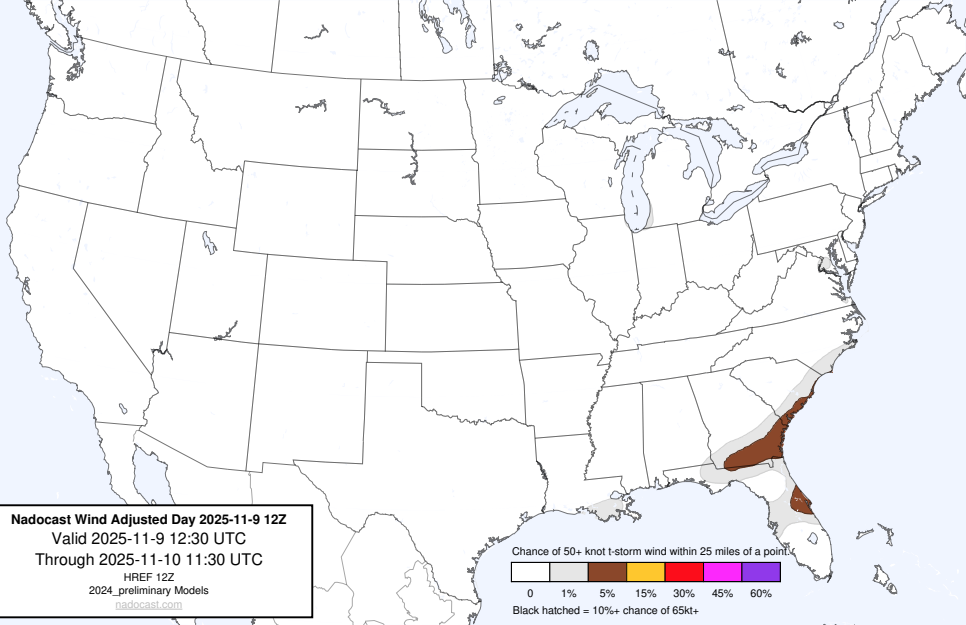 Nadocast Wind Adjusted Day 2025-11-9 12Z
Valid 2025-11-9 12:30 UTC
Through 2025-11-10 11:30 UTC
HREF 12Z
2024_preliminary Models
nadocast.com
Chance of 50+ knot t-storm wind within 25 miles of a point.
0 1% 5% 15% 30% 45% 60%
Black hatched = 10%+ chance of 65kt+